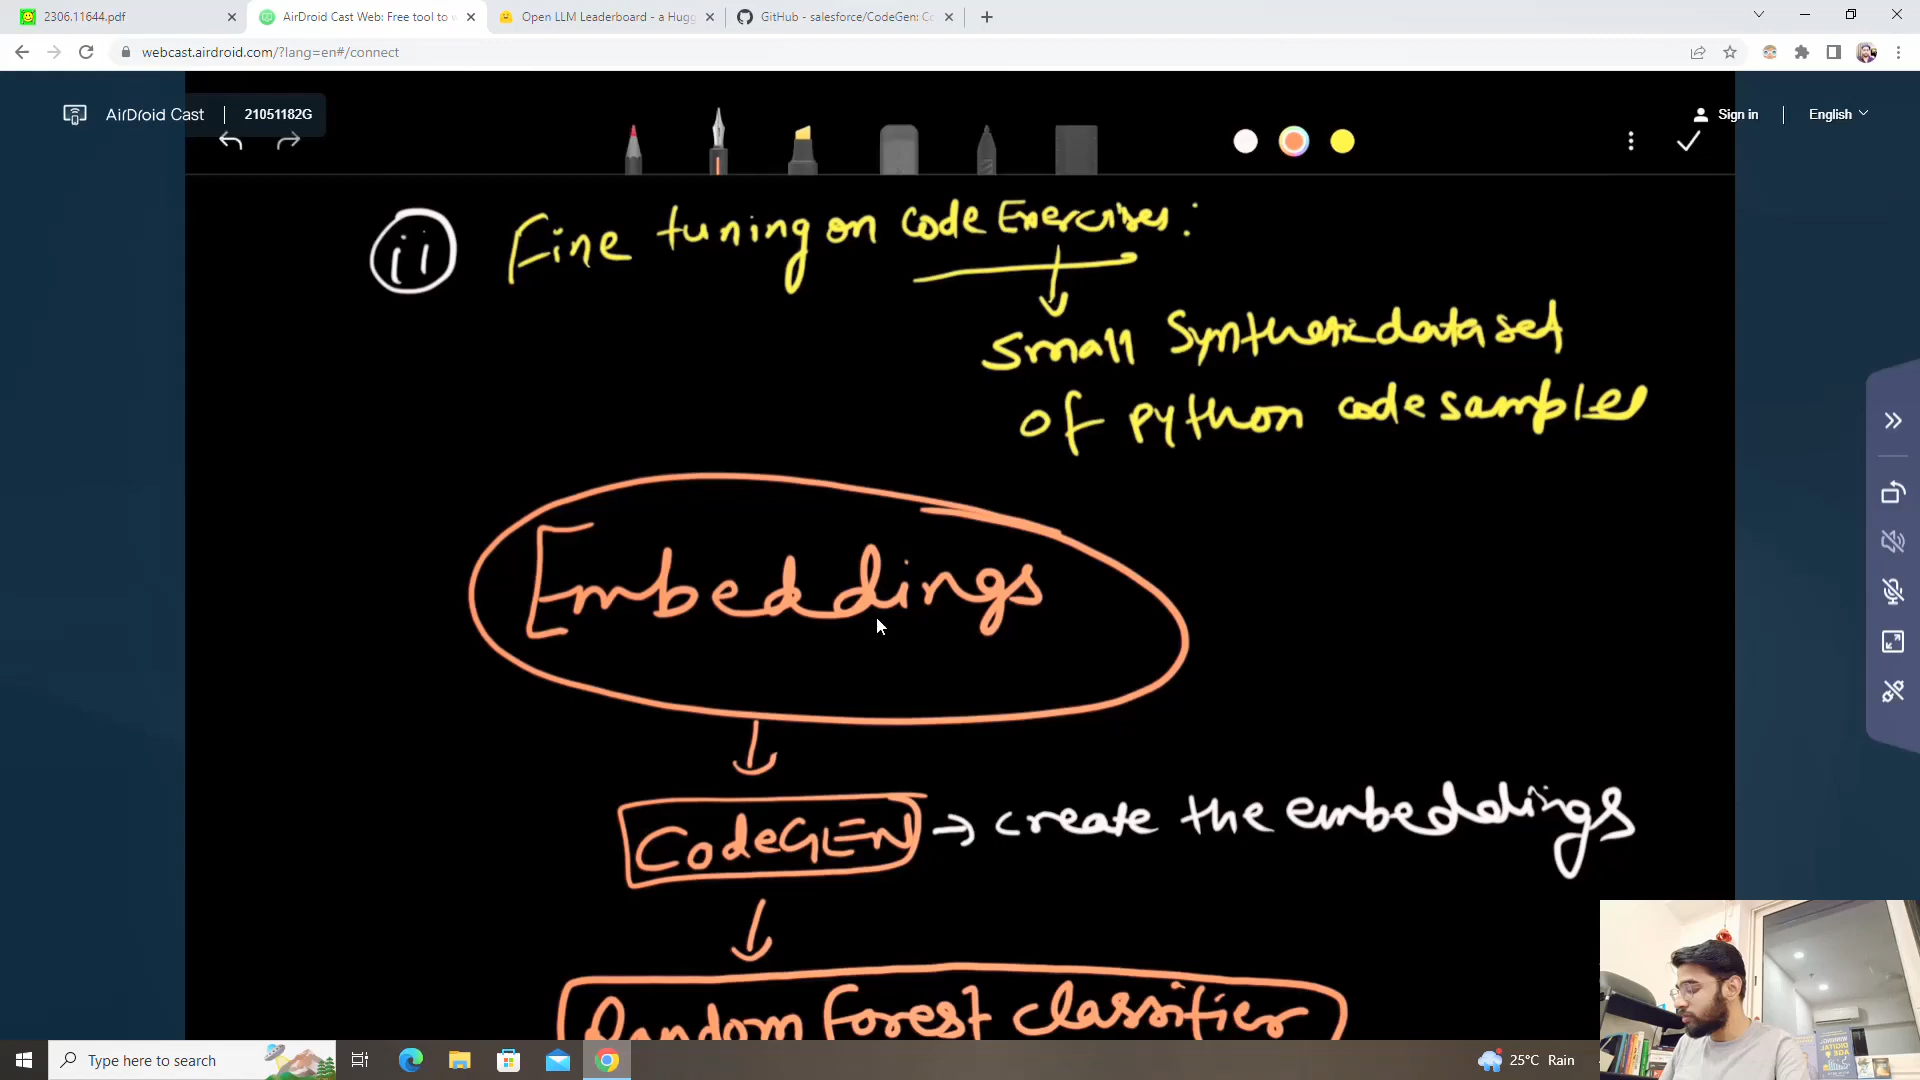 2306.11644.pdf
AirDroid Cast Web: Free tool to w
Open LLM Leaderboard - a Hugg
GitHub - salesforce/CodeGen: Co
webcast.airdroid.com/?lang=en#/connect
AirDroid Cast
21051182G
Sign in
English
ii Fine tuning on code Exercises:
small Synthetic dataset
of python code samples
Embeddings
CodeGEN → create the embeddings
Random Forest classifier
Type here to search
25°C Rain
DIGITAL
AGE